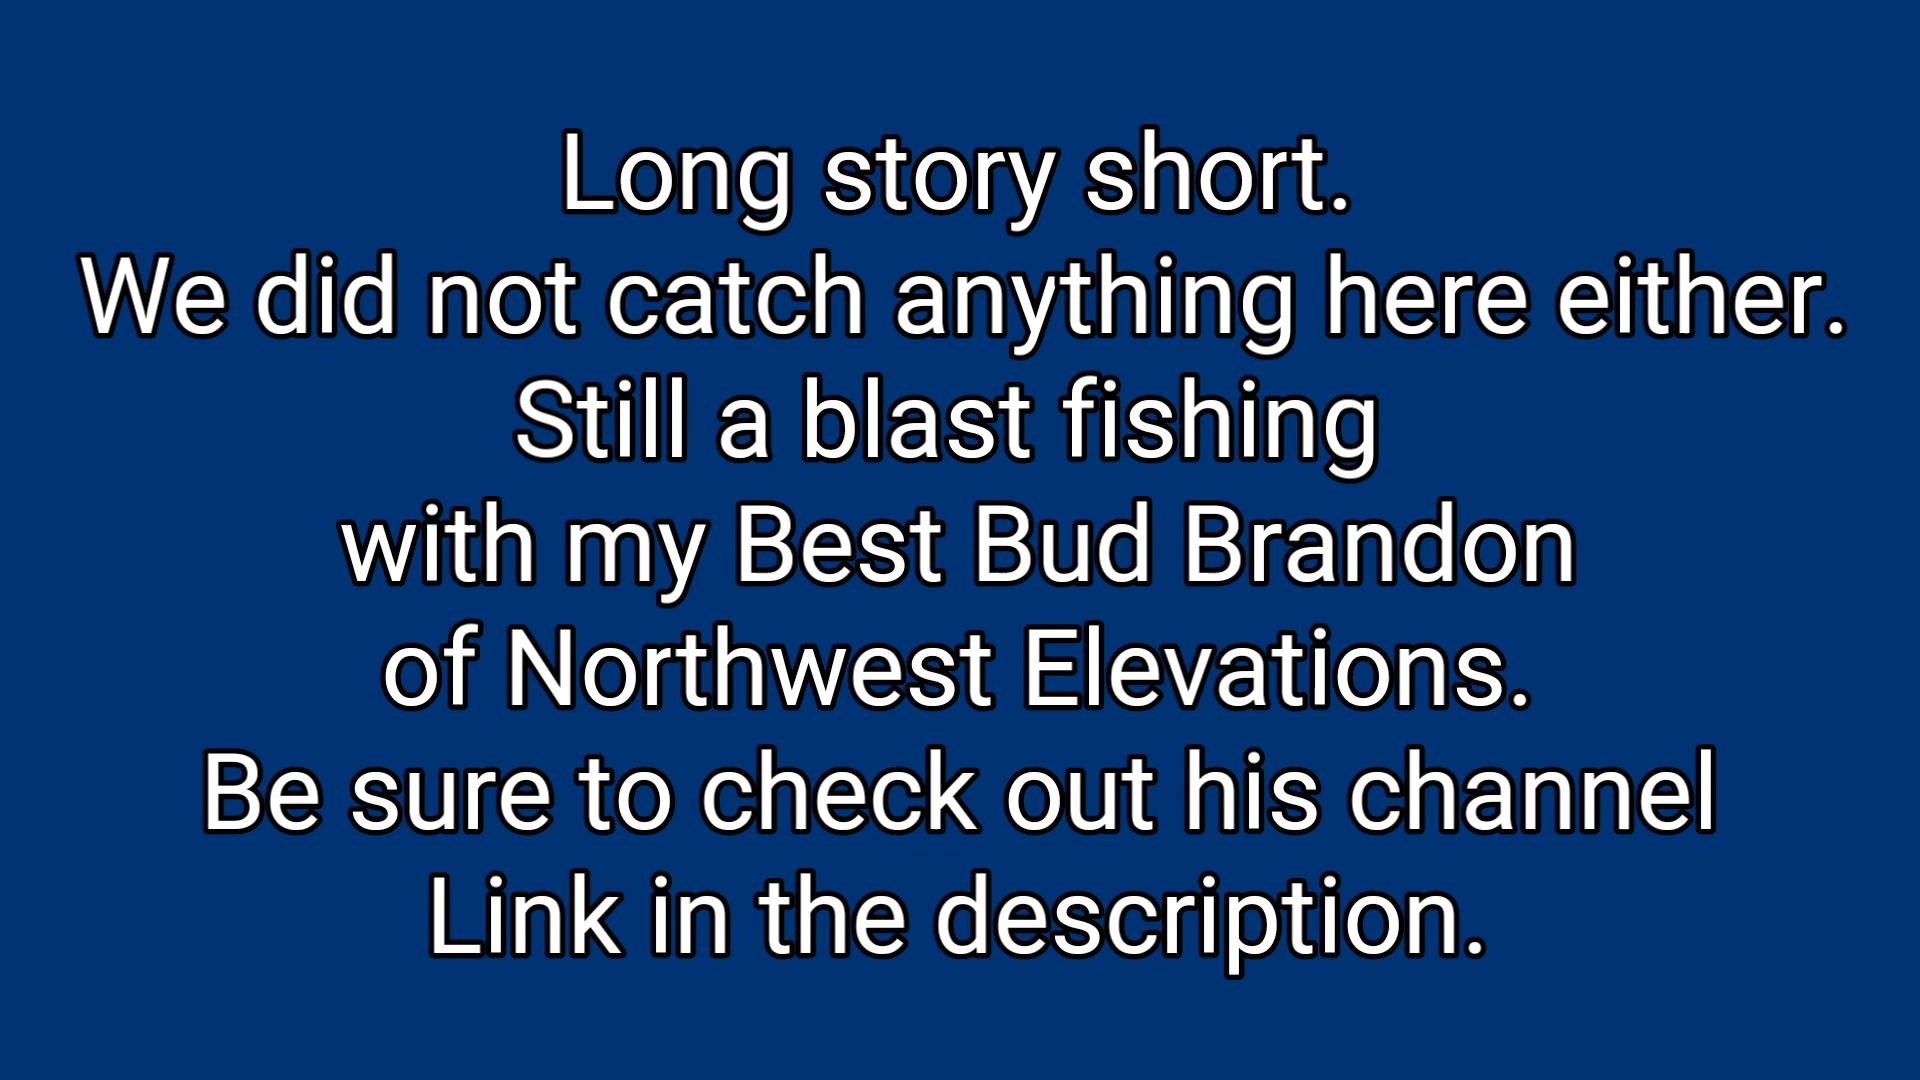 Long story short.
We did not catch anything here either.
Still a blast fishing
with my Best Bud Brandon
of Northwest Elevations.
Be sure to check out his channel
Link in the description.